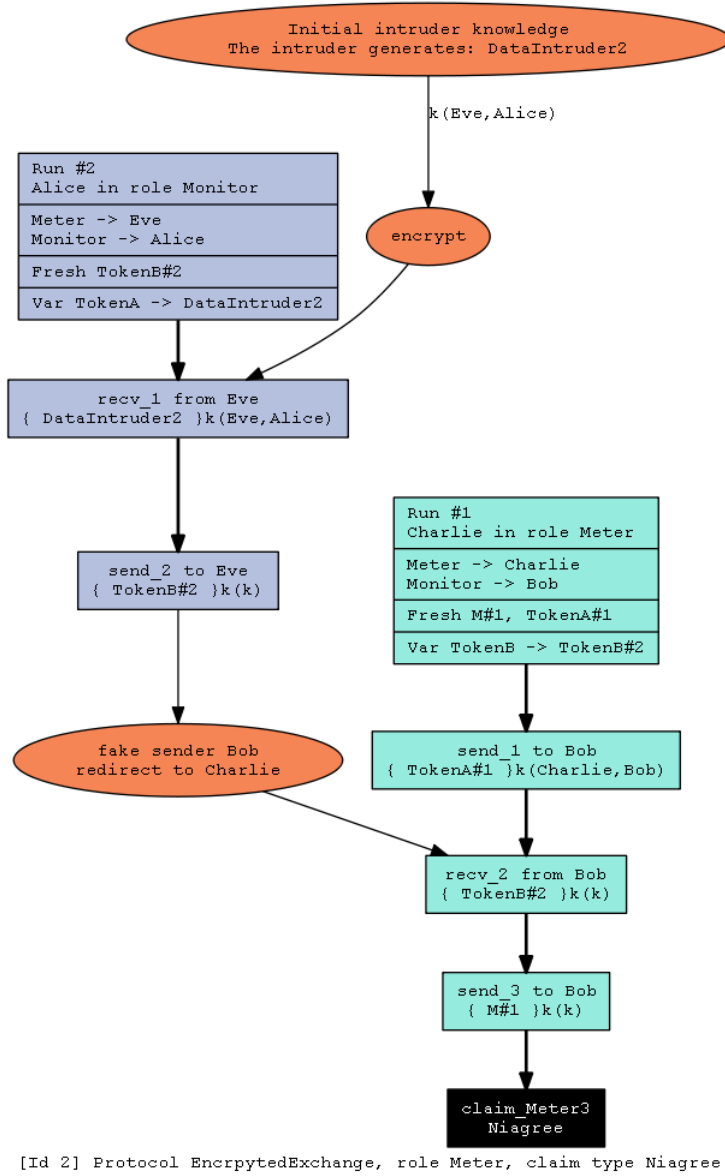 Initial intruder knowledge
The intruder generates: DataIntruder2
k(Eve,Alice)
Run #2
Alice in role Monitor
Meter -> Eve
Monitor -> Alice
Fresh TokenB#2
Var TokenA -> DataIntruder2
encrypt
recv_1 from Eve
{ DataIntruder2 }k(Eve,Alice)
send_2 to Eve
{ TokenB#2 }k(k)
Run #1
Charlie in role Meter
Meter -> Charlie
Monitor -> Bob
Fresh M#1, TokenA#1
Var TokenB -> TokenB#2
fake sender Bob
redirect to Charlie
send_1 to Bob
{ TokenA#1 }k(Charlie,Bob)
recv_2 from Bob
{ TokenB#2 }k(k)
send_3 to Bob
{ M#1 }k(k)
claim_Meter3
Niagree
[Id 2] Protocol EncrpytedExchange, role Meter, claim type Niagree